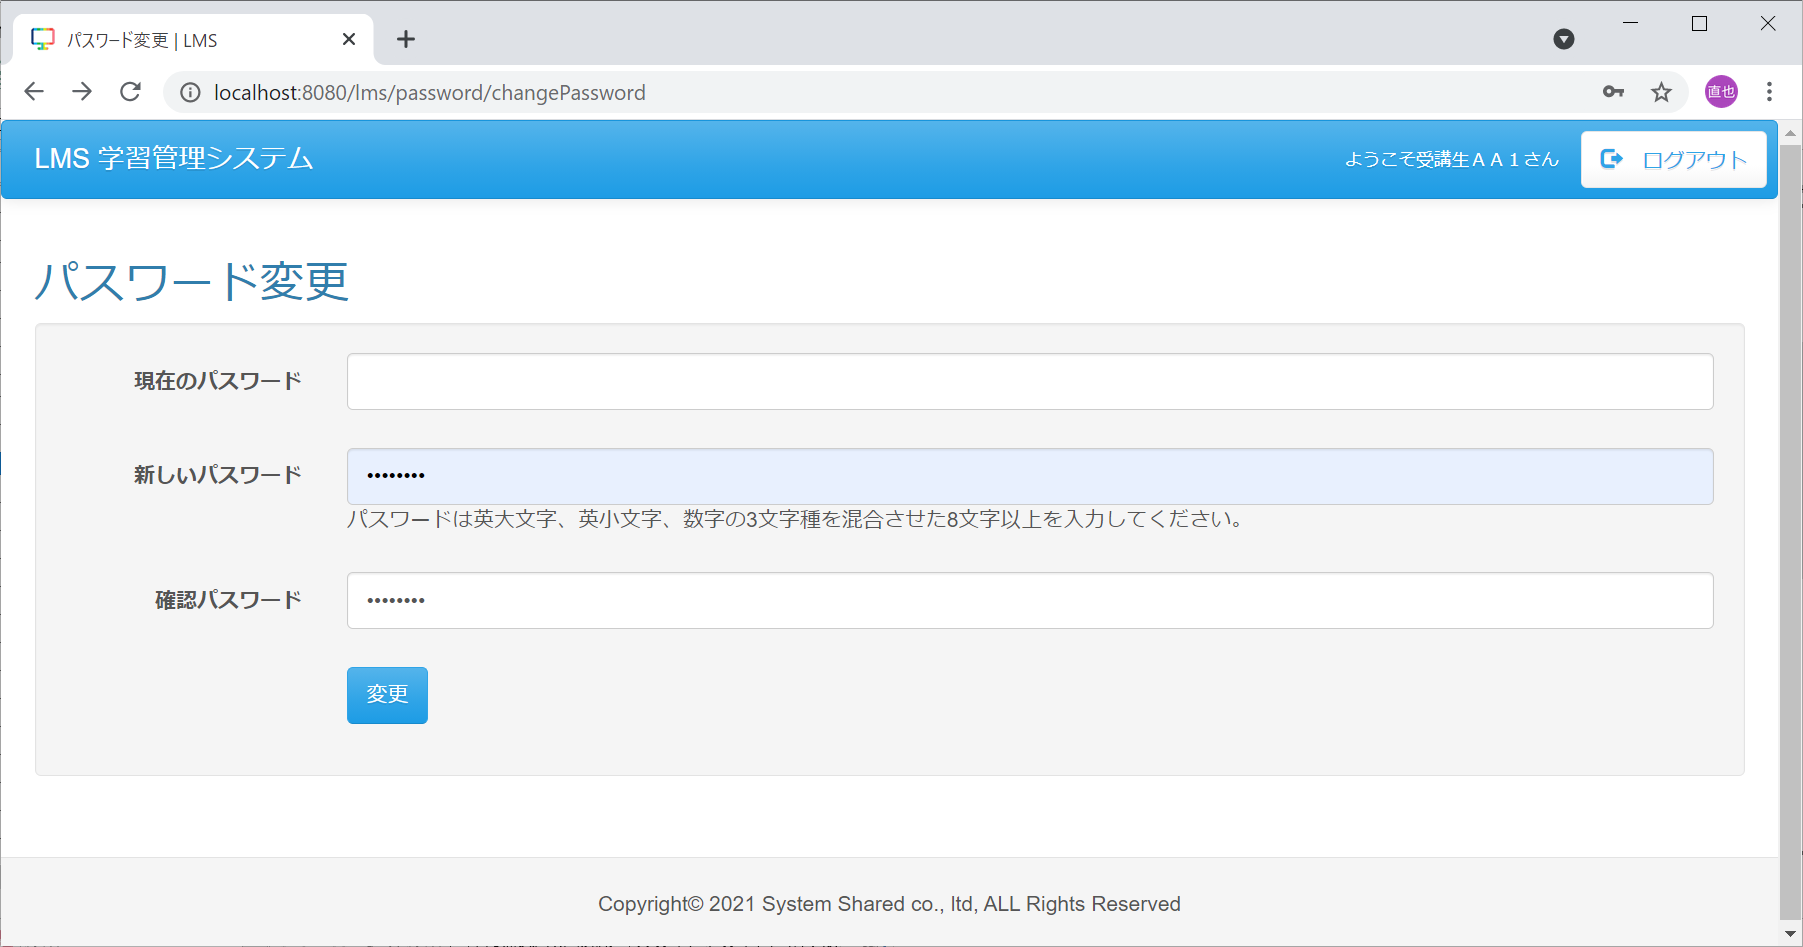 パスワード変更 | LMS
localhost:8080/lms/password/changePassword
直也
LMS 学習管理システム
ようこそ受講生ＡＡ１さん
ログアウト
パスワード変更
現在のパスワード
新しいパスワード
••••••••
パスワードは英大文字、英小文字、数字の3文字種を混合させた8文字以上を入力してください。
確認パスワード
••••••••
変更
Copyright© 2021 System Shared co., ltd, ALL Rights Reserved